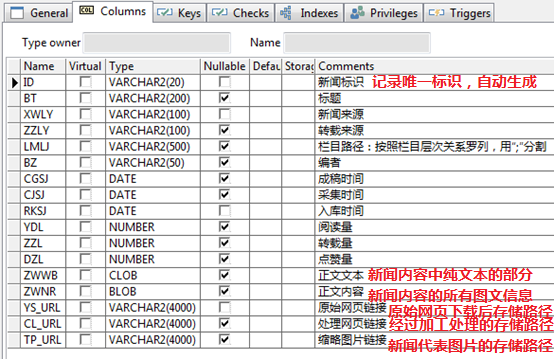 General Columns Keys Checks Indexes Privileges Triggers
Type owner Name
Name Virtual Type Nullable Defau Storag Comments
ID VARCHAR2(20) 新闻标识 记录唯一标识，自动生成
BT VARCHAR2(200) 标题
XWLY VARCHAR2(100) 新闻来源
ZZLY VARCHAR2(100) 转载来源
LMLJ VARCHAR2(500) 栏目路径：按照栏目层次关系罗列，用";"分割
BZ VARCHAR2(50) 编者
CGSJ DATE 成稿时间
CJSJ DATE 采集时间
RKSJ DATE 入库时间
YDL NUMBER 阅读量
ZZL NUMBER 转载量
DZL NUMBER 点赞量
ZWWB CLOB 正文文本 新闻内容中纯文本的部分
ZWNR BLOB 正文内容 新闻内容的所有图文信息
YS_URL VARCHAR2(4000) 原始网页链接 原始网页下载后存储路径
CL_URL VARCHAR2(4000) 处理网页链接 经过加工处理的存储路径
TP_URL VARCHAR2(4000) 缩略图片链接 新闻代表图片的存储路径